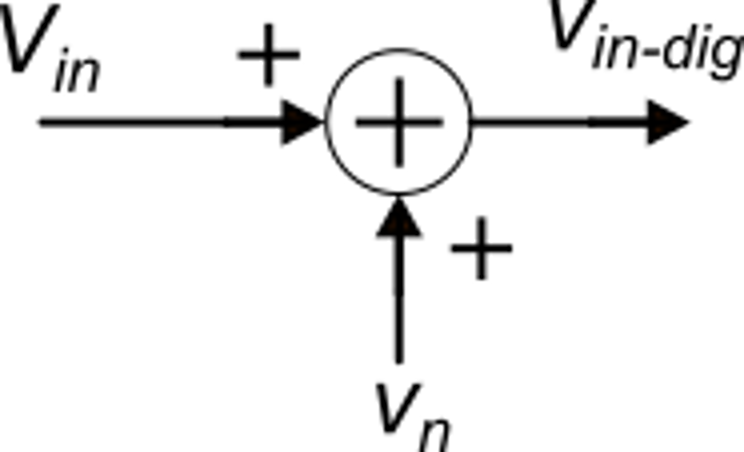 V_in + V_in-dig
+
+
v_n